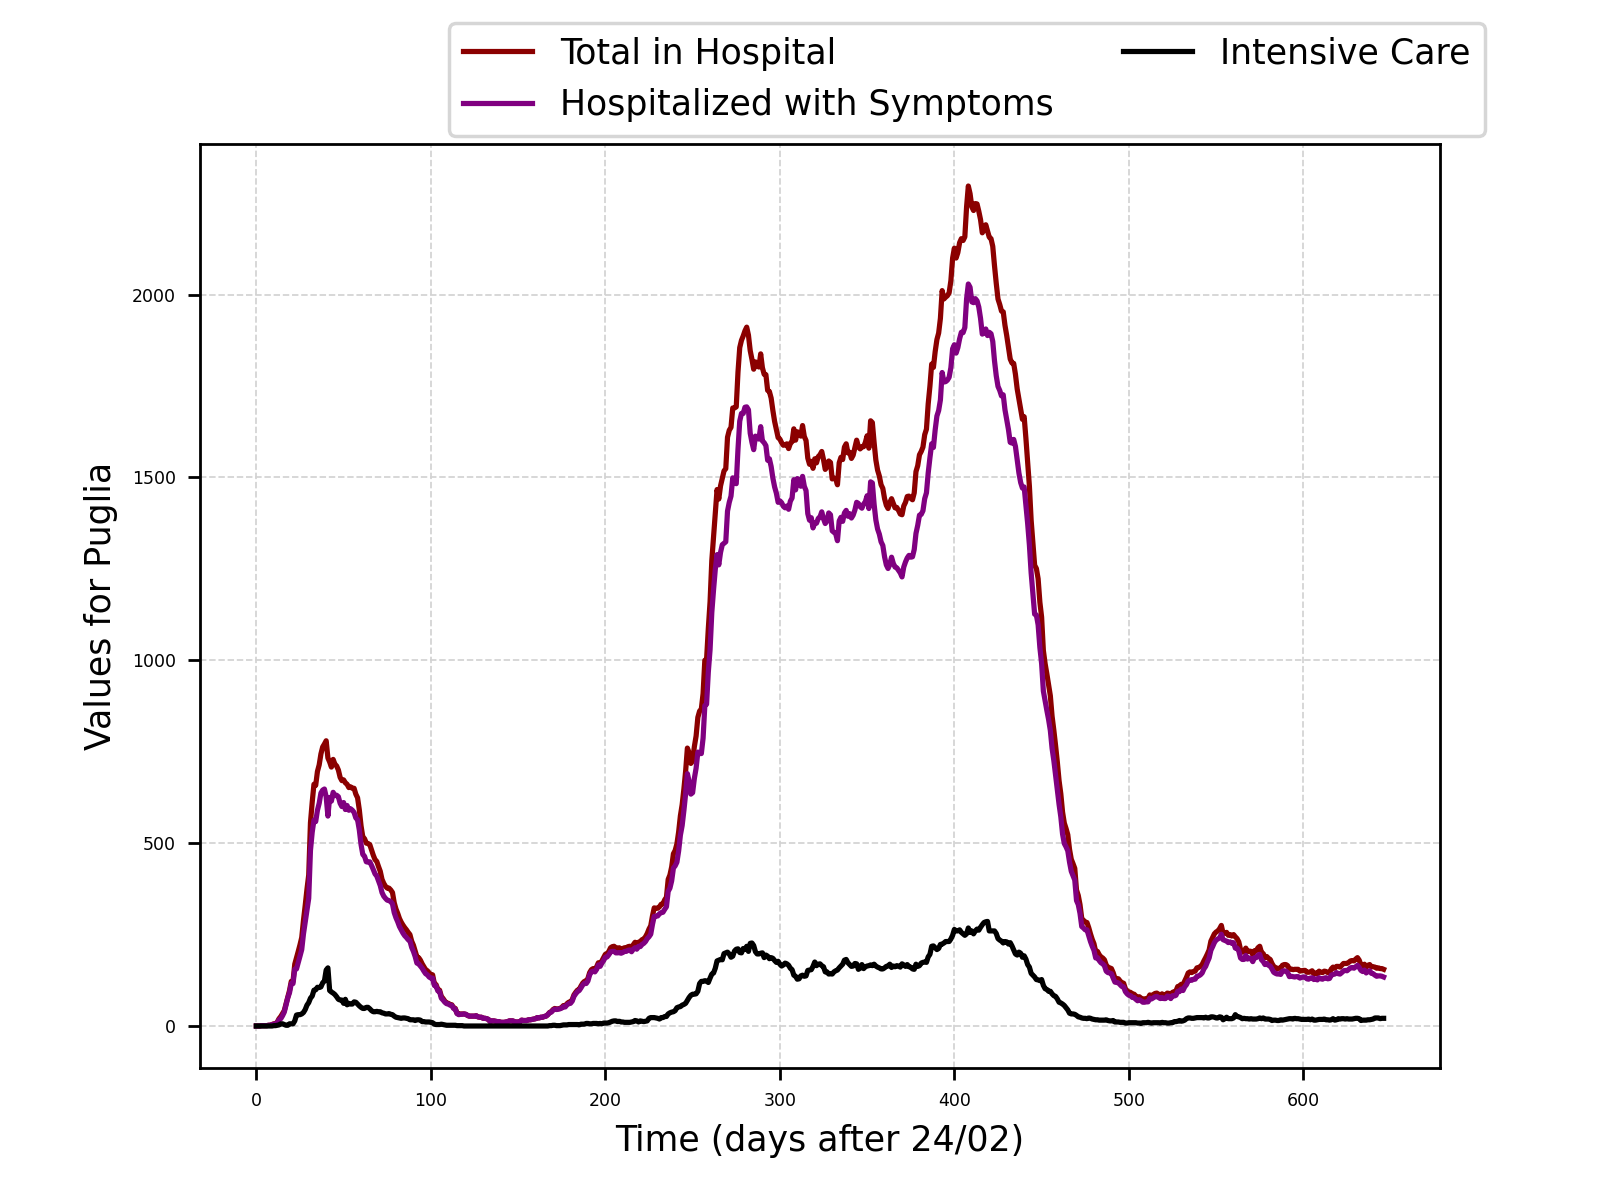 Total in Hospital
Hospitalized with Symptoms
Intensive Care
Values for Puglia
2000
1500
1000
500
0
0 100 200 300 400 500 600
Time (days after 24/02)